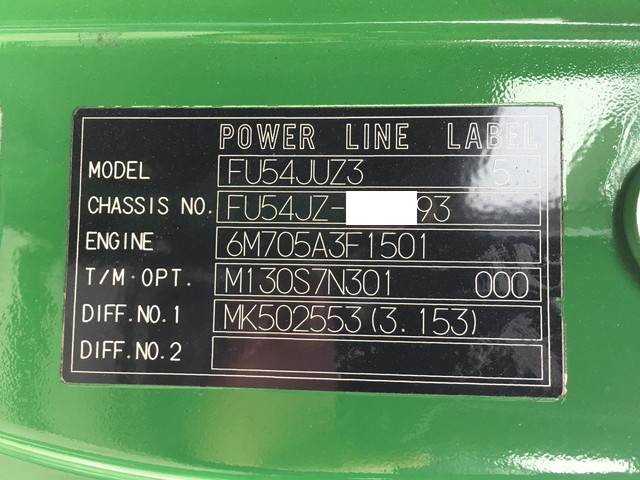 POWER LINE LABEL
MODEL FU54JUZ3 5
CHASSIS NO. FU54JZ- 93
ENGINE 6M705A3F1501
T/M·OPT. M130S7N301 000
DIFF.NO.1 MK502553(3.153)
DIFF.NO.2